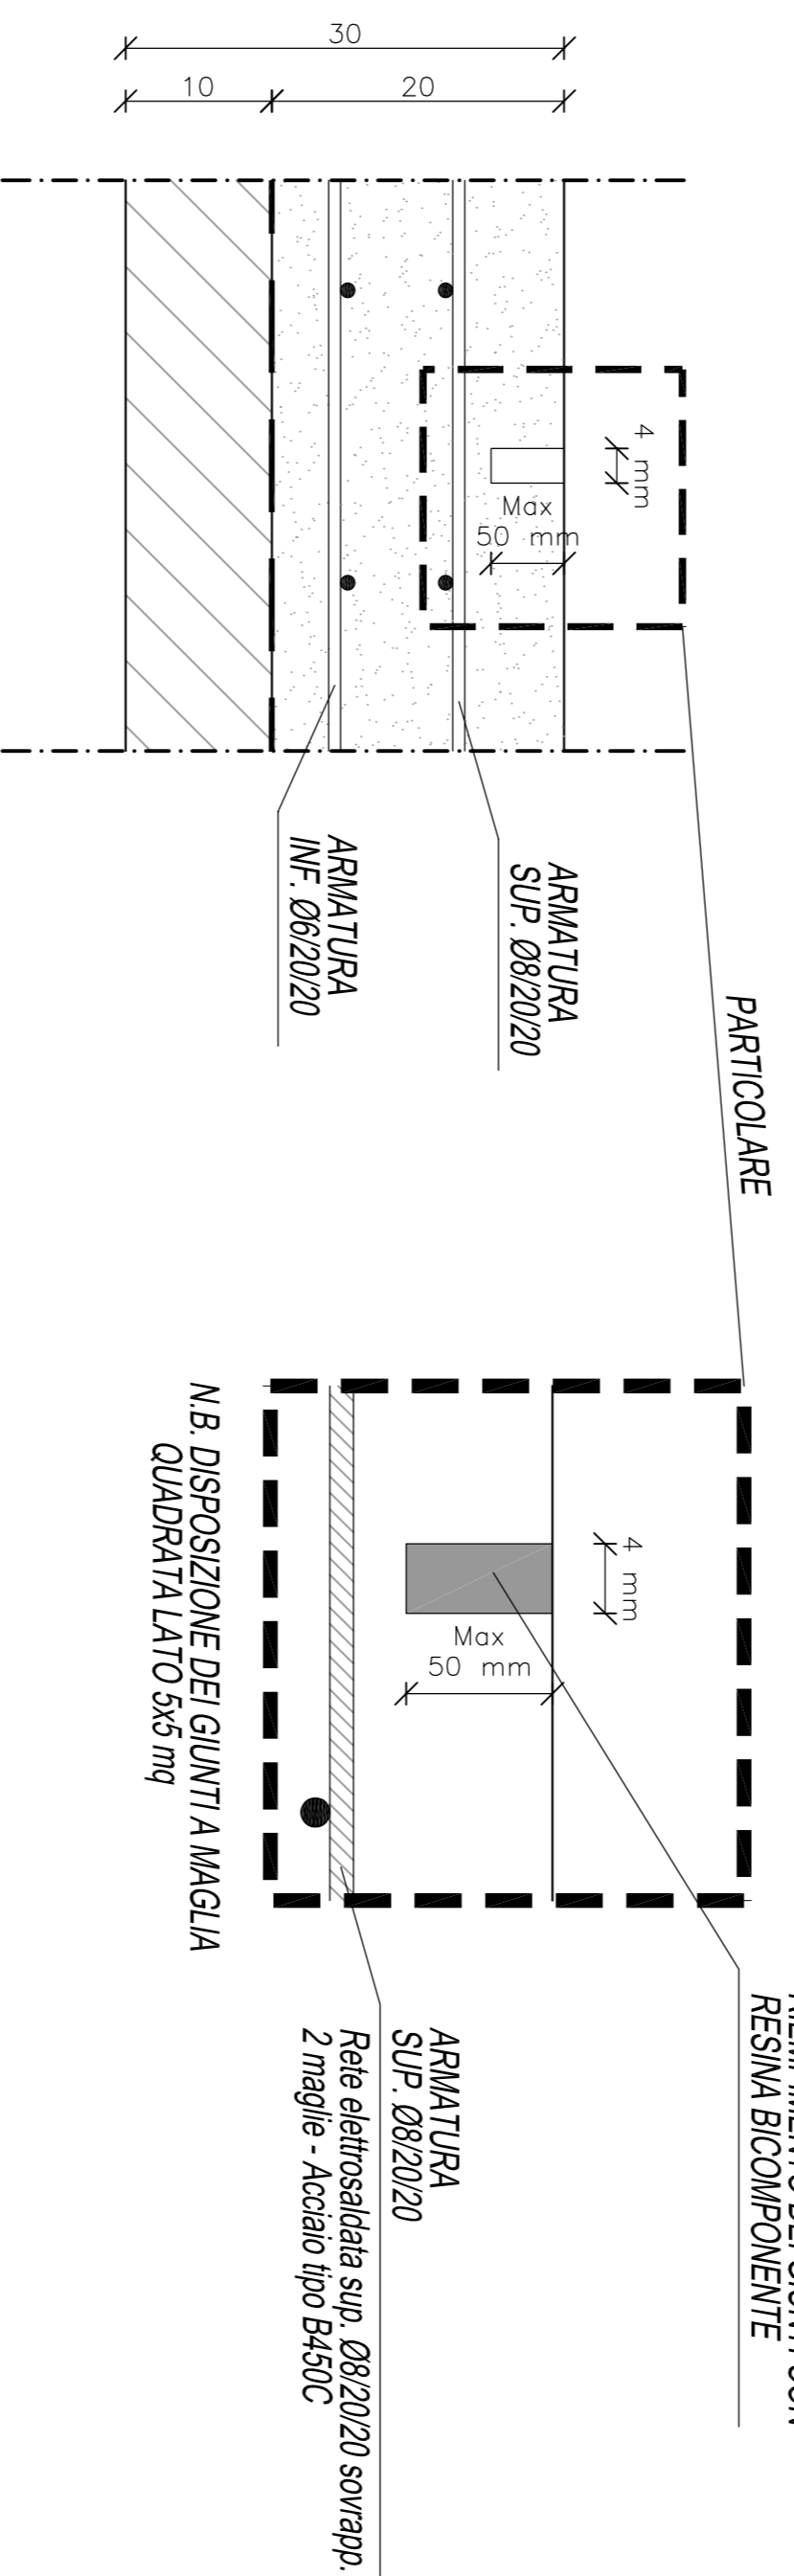 30
10
20
4 mm
Max
50 mm
ARMATURA
SUP. Ø8/20/20
ARMATURA
INF. Ø6/20/20
PARTICOLARE
4 mm
Max
50 mm
RESINA BICOMPONENTE
ARMATURA
SUP. Ø8/20/20
Rete elettrosaldata sup. Ø8/20/20 sovrapp.
2 maglie - Acciaio tipo B450C
N.B. DISPOSIZIONE DEI GIUNTI A MAGLIA
QUADRATA LATO 5x5 mq